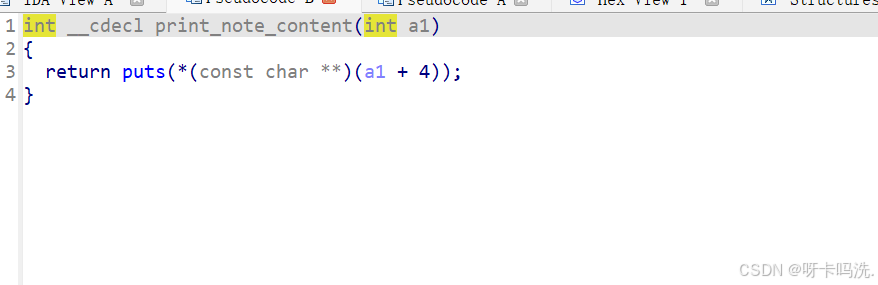 IDA View A Pseudocode B Pseudocode A Hex View 1 Structures
1 int __cdecl print_note_content(int a1)
2 {
3   return puts(*(const char **)(a1 + 4));
4 }
CSDN @呀卡吗洗.